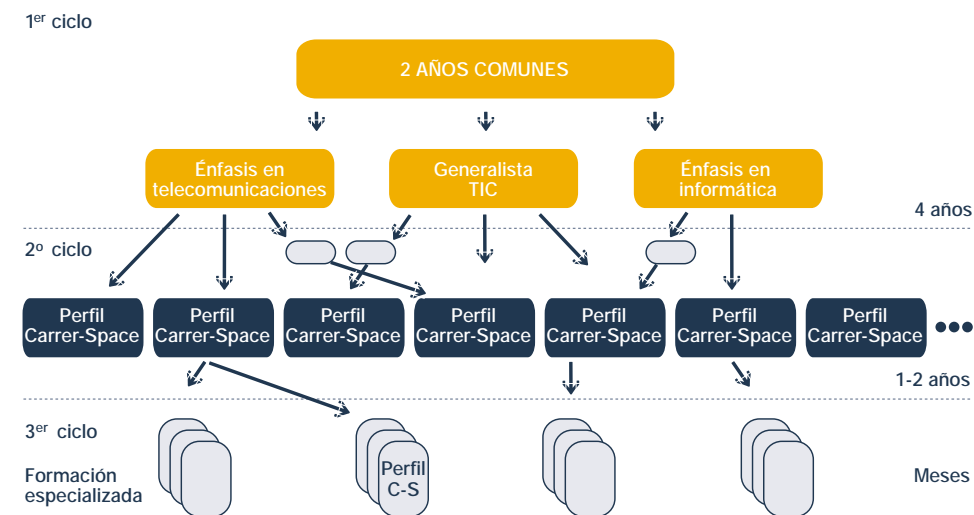 1er ciclo
2 AÑOS COMUNES
Énfasis en
telecomunicaciones
Generalista
TIC
Énfasis en
informática
4 años
2o ciclo
Perfil
Carrer-Space
Perfil
Carrer-Space
Perfil
Carrer-Space
Perfil
Carrer-Space
Perfil
Carrer-Space
Perfil
Carrer-Space
Perfil
Carrer-Space
1-2 años
3er ciclo
Formación
especializada
Perfil
C-S
Meses